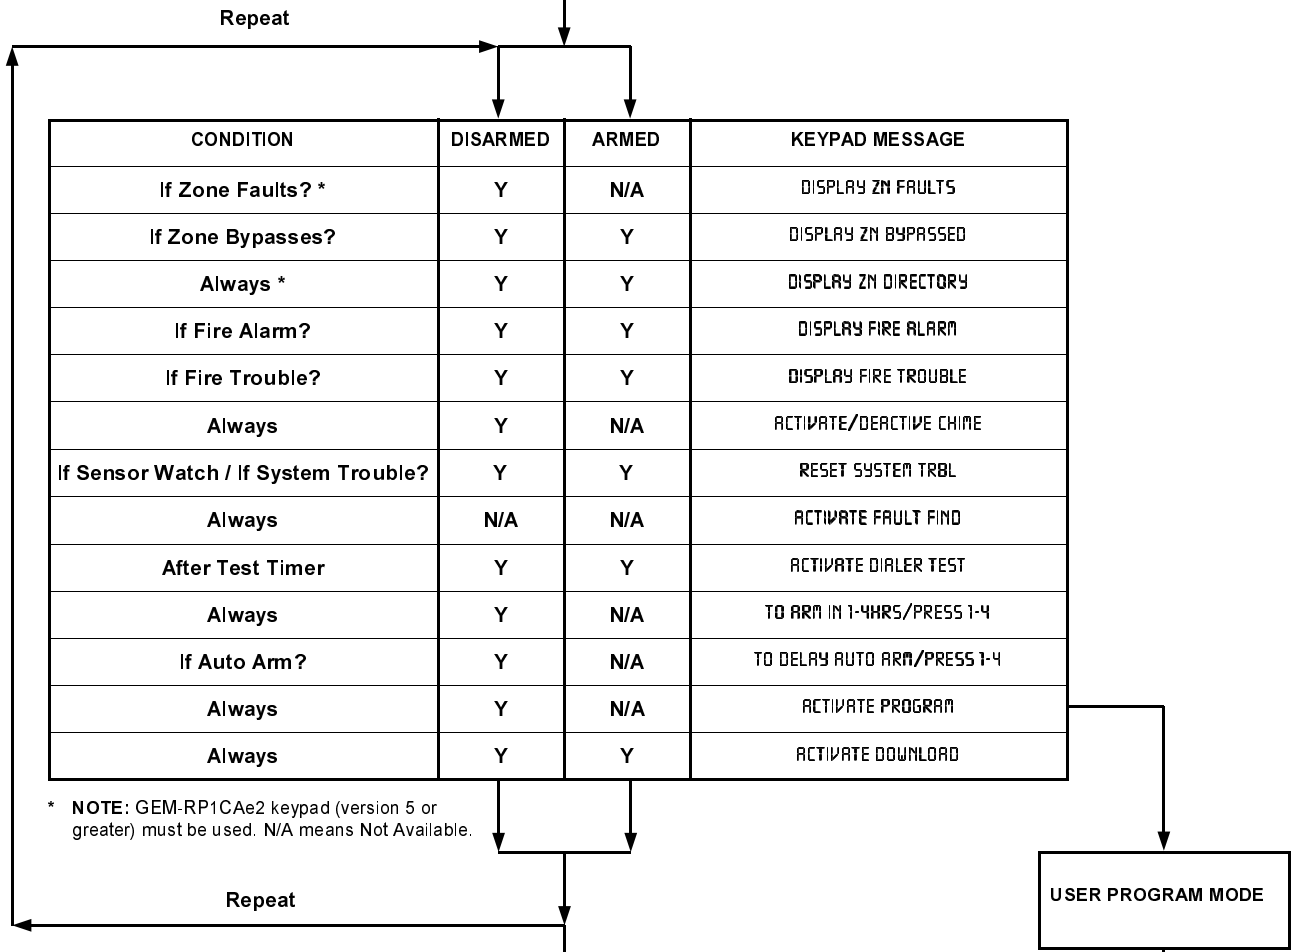 Repeat
CONDITION DISARMED ARMED KEYPAD MESSAGE
If Zone Faults? * Y N/A DISPLAY ZN FAULTS
If Zone Bypasses? Y Y DISPLAY ZN BYPASSED
Always * Y Y DISPLAY ZN DIRECTORY
If Fire Alarm? Y Y DISPLAY FIRE ALARM
If Fire Trouble? Y Y DISPLAY FIRE TROUBLE
Always Y N/A ACTIVATE/DEACTIVE CHIME
If Sensor Watch / If System Trouble? Y Y RESET SYSTEM TRBL
Always N/A N/A ACTIVATE FAULT FIND
After Test Timer Y Y ACTIVATE DIALER TEST
Always Y N/A TO ARM IN 1-4HRS/PRESS 1-4
If Auto Arm? Y N/A TO DELAY AUTO ARM/PRESS 1-4
Always Y N/A ACTIVATE PROGRAM
Always Y Y ACTIVATE DOWNLOAD
* NOTE: GEM-RP1CAe2 keypad (version 5 or
greater) must be used. N/A means Not Available.
USER PROGRAM MODE
Repeat